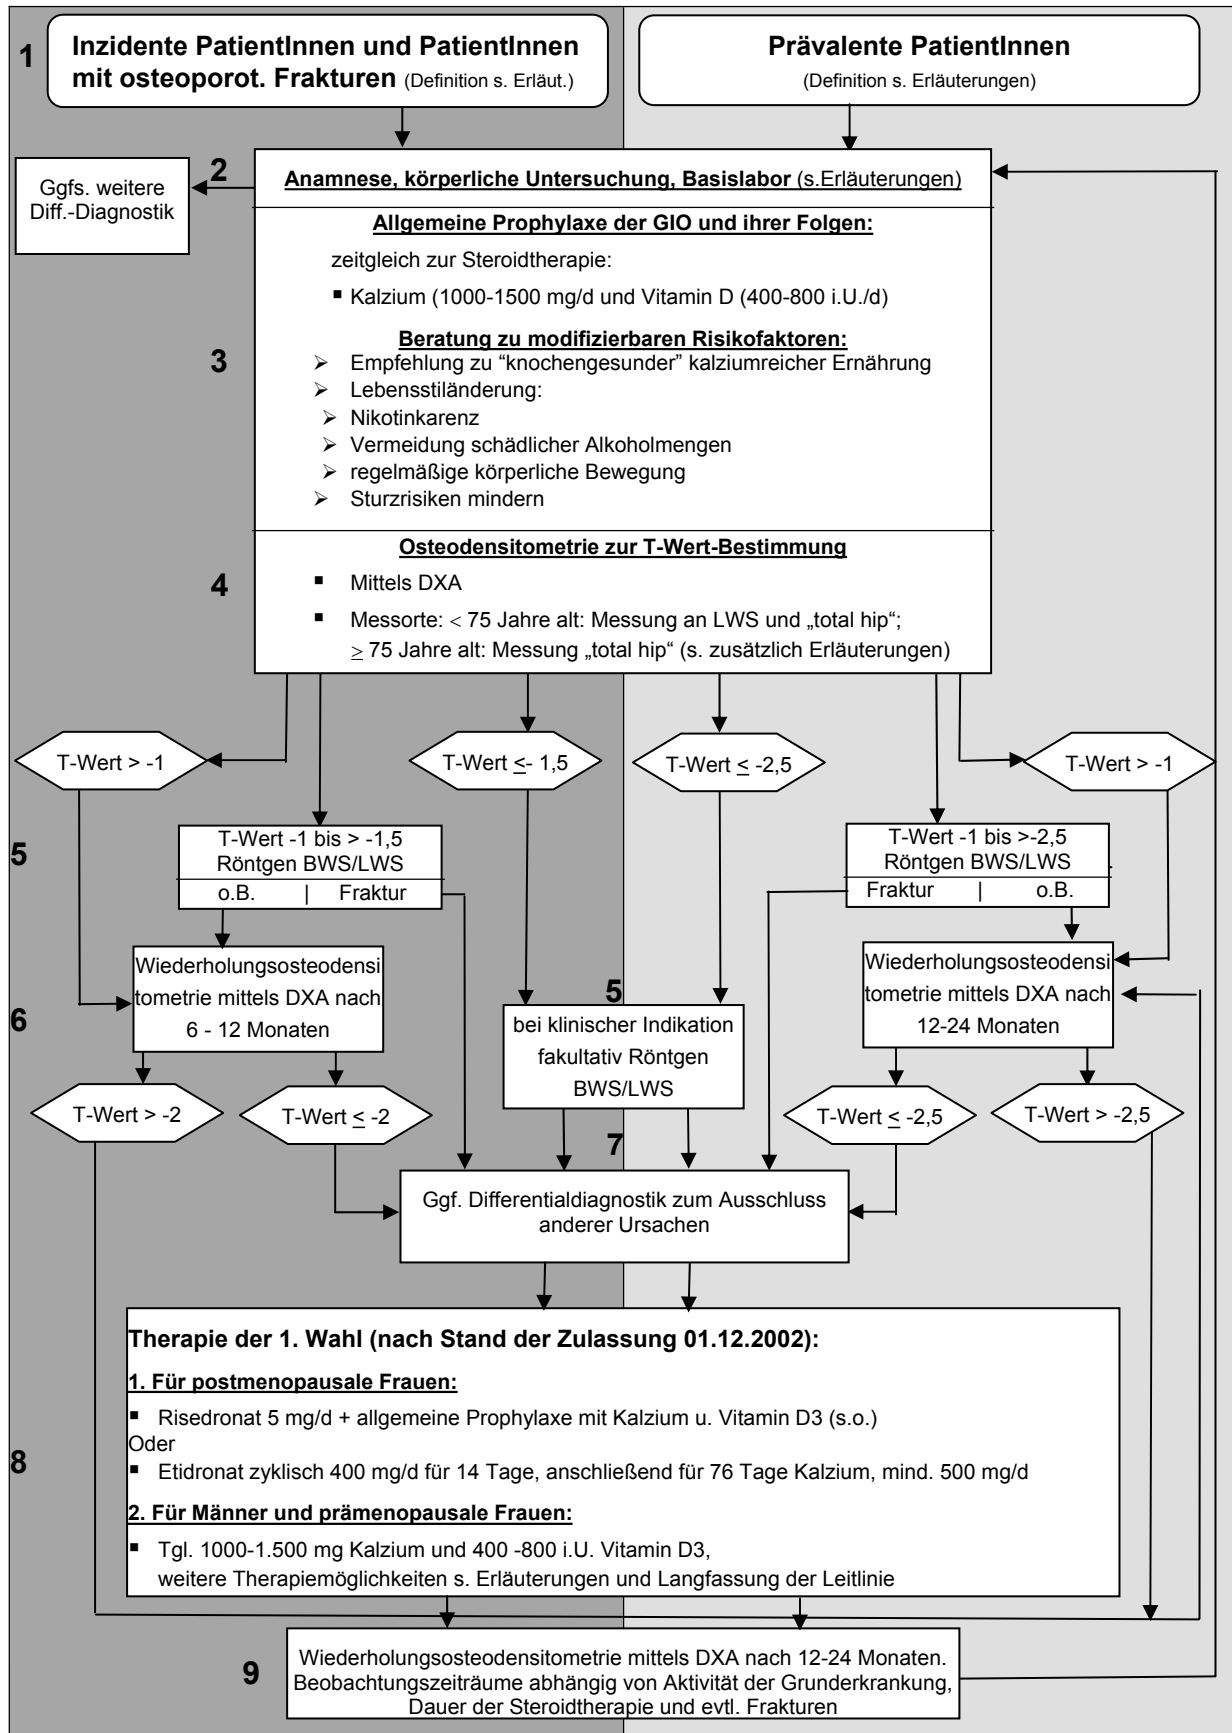 1
Inzidente PatientInnen und PatientInnen
mit osteoporot. Frakturen (Definition s. Erläut.)
Prävalente PatientInnen
(Definition s. Erläuterungen)
2
Ggfs. weitere
Diff.-Diagnostik
Anamnese, körperliche Untersuchung, Basislabor (s.Erläuterungen)
Allgemeine Prophylaxe der GIO und ihrer Folgen:
zeitgleich zur Steroidtherapie:
▪ Kalzium (1000-1500 mg/d und Vitamin D (400-800 i.U./d)
3
Beratung zu modifizierbaren Risikofaktoren:
➢ Empfehlung zu “knochengesunder” kalziumreicher Ernährung
➢ Lebensstiländerung:
➢ Nikotinkarenz
➢ Vermeidung schädlicher Alkoholmengen
➢ regelmäßige körperliche Bewegung
➢ Sturzrisiken mindern
4
Osteodensitometrie zur T-Wert-Bestimmung
▪ Mittels DXA
▪ Messorte: < 75 Jahre alt: Messung an LWS und „total hip“;
≥ 75 Jahre alt: Messung „total hip“ (s. zusätzlich Erläuterungen)
T-Wert > -1
T-Wert ≤- 1,5
T-Wert ≤ -2,5
T-Wert > -1
5
T-Wert -1 bis > -1,5
Röntgen BWS/LWS
o.B. | Fraktur
T-Wert -1 bis >-2,5
Röntgen BWS/LWS
Fraktur | o.B.
6
Wiederholungsosteodensi
tometrie mittels DXA nach
6 - 12 Monaten
5
bei klinischer Indikation
fakultativ Röntgen
BWS/LWS
Wiederholungsosteodensi
tometrie mittels DXA nach
12-24 Monaten
T-Wert > -2
T-Wert ≤ -2
T-Wert ≤ -2,5
T-Wert > -2,5
7
Ggf. Differentialdiagnostik zum Ausschluss
anderer Ursachen
8
Therapie der 1. Wahl (nach Stand der Zulassung 01.12.2002):
1. Für postmenopausale Frauen:
▪ Risedronat 5 mg/d + allgemeine Prophylaxe mit Kalzium u. Vitamin D3 (s.o.)
Oder
▪ Etidronat zyklisch 400 mg/d für 14 Tage, anschließend für 76 Tage Kalzium, mind. 500 mg/d
2. Für Männer und prämenopausale Frauen:
▪ Tgl. 1000-1.500 mg Kalzium und 400 -800 i.U. Vitamin D3,
weitere Therapiemöglichkeiten s. Erläuterungen und Langfassung der Leitlinie
9
Wiederholungsosteodensitometrie mittels DXA nach 12-24 Monaten.
Beobachtungszeiträume abhängig von Aktivität der Grunderkrankung,
Dauer der Steroidtherapie und evtl. Frakturen